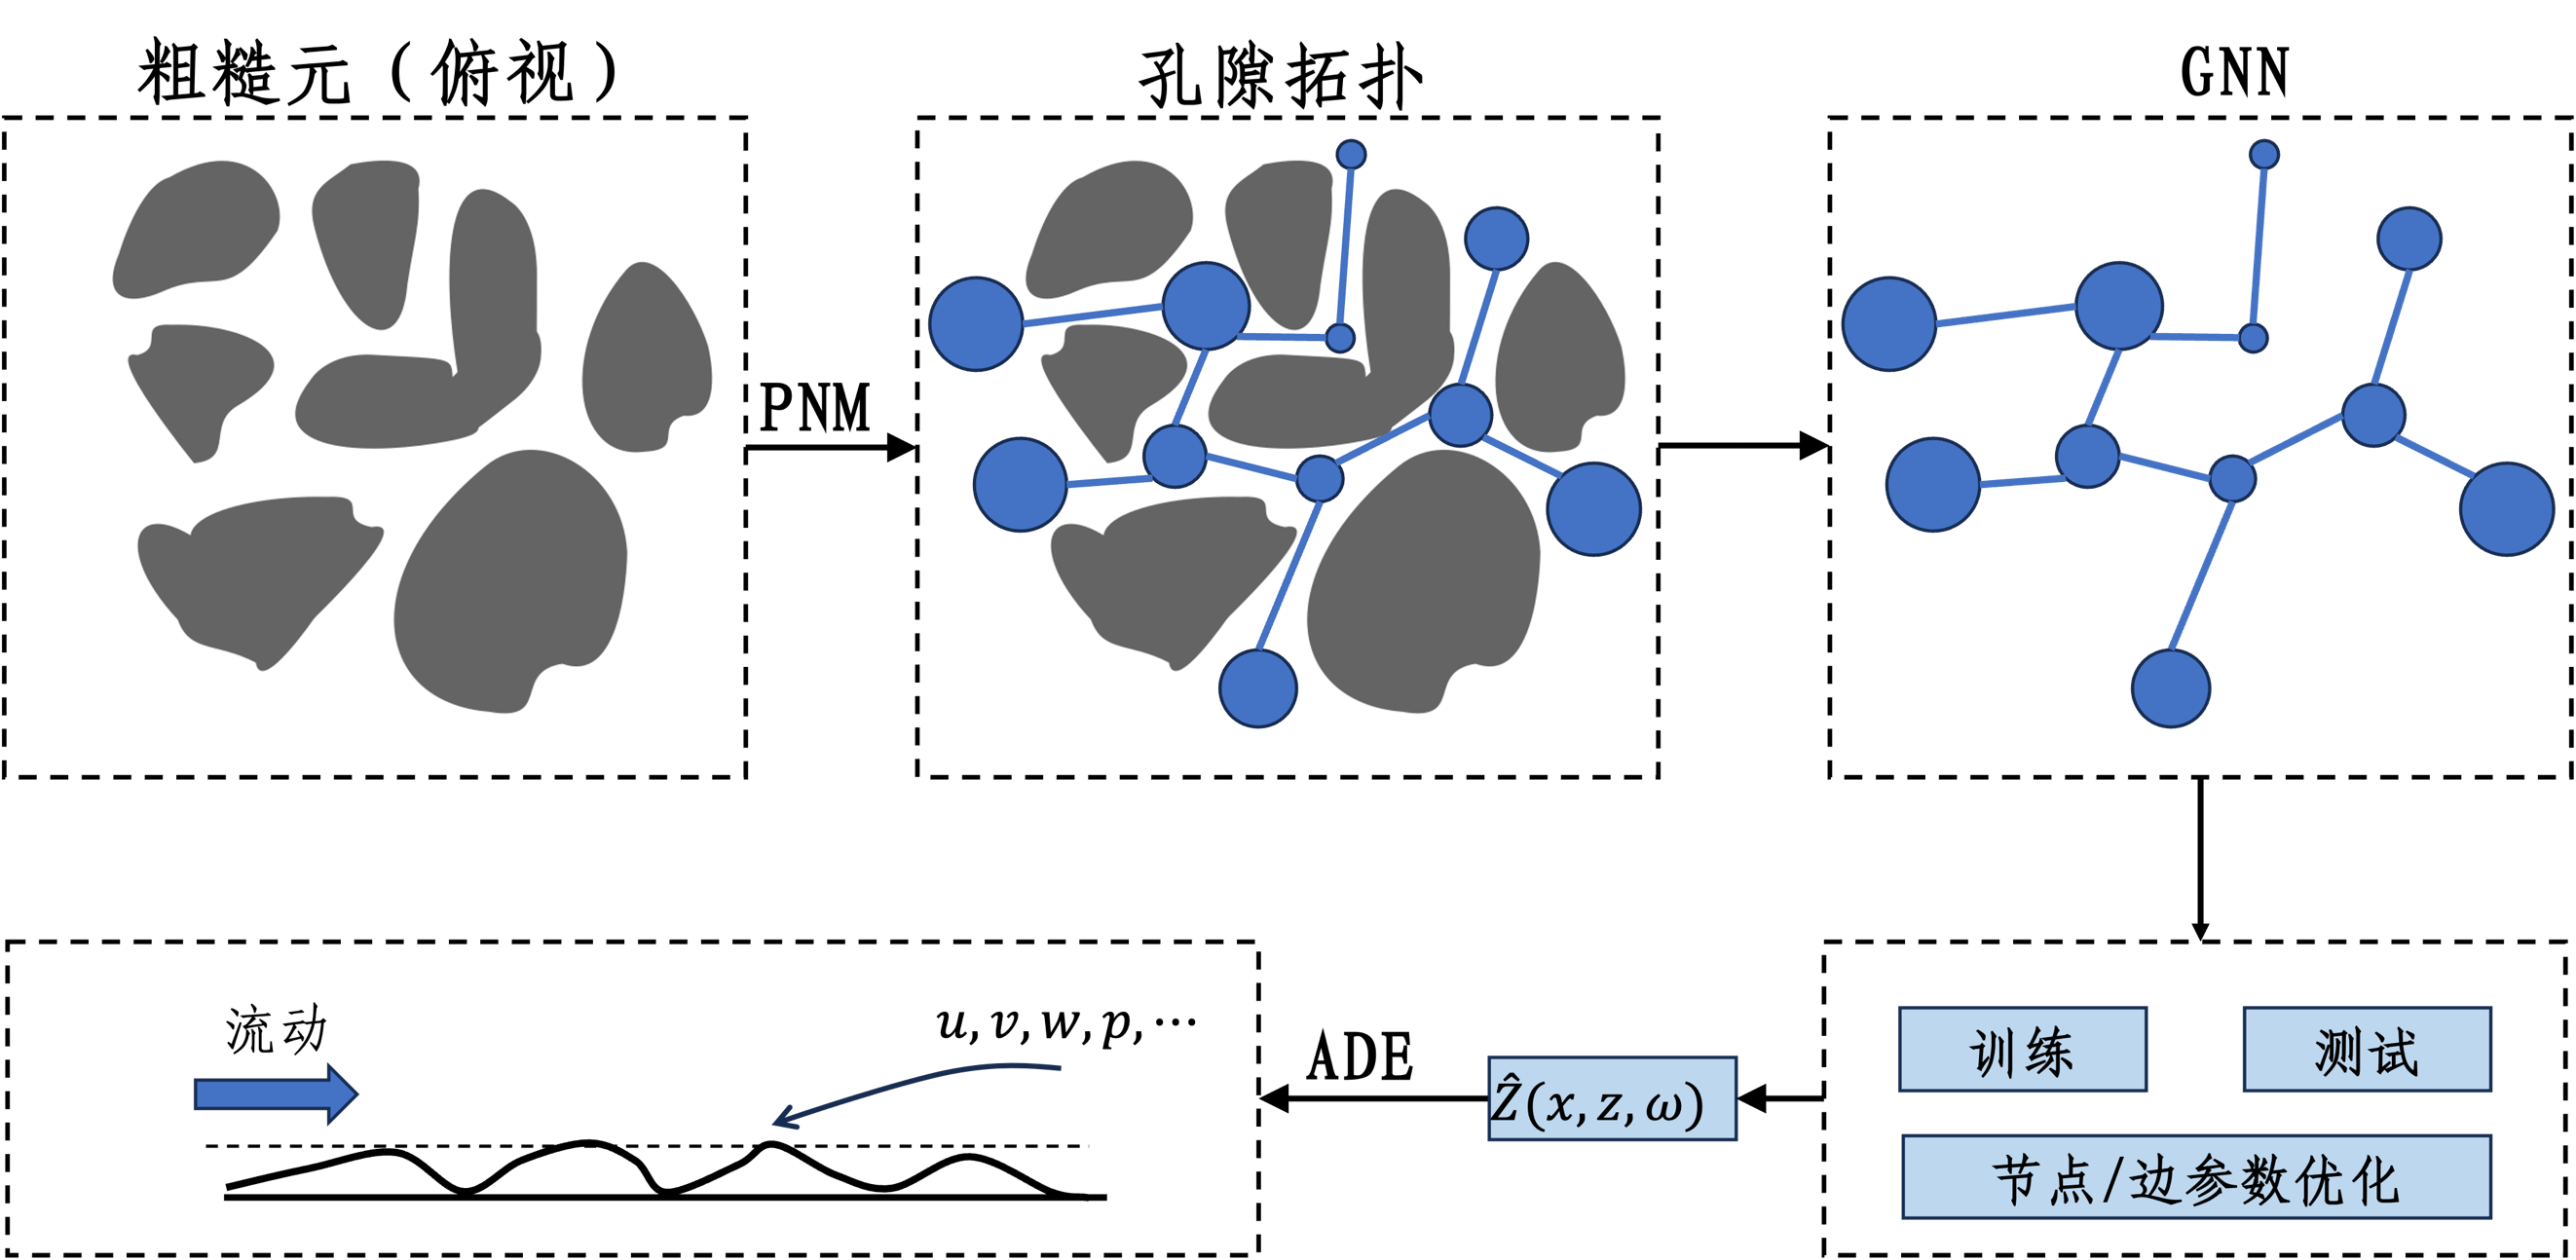 粗糙元（俯视）
孔隙拓扑
GNN
PNM
流动
u, v, w, p, ⋯
ADE
Ẑ(x, z, ω)
训练
测试
节点/边参数优化